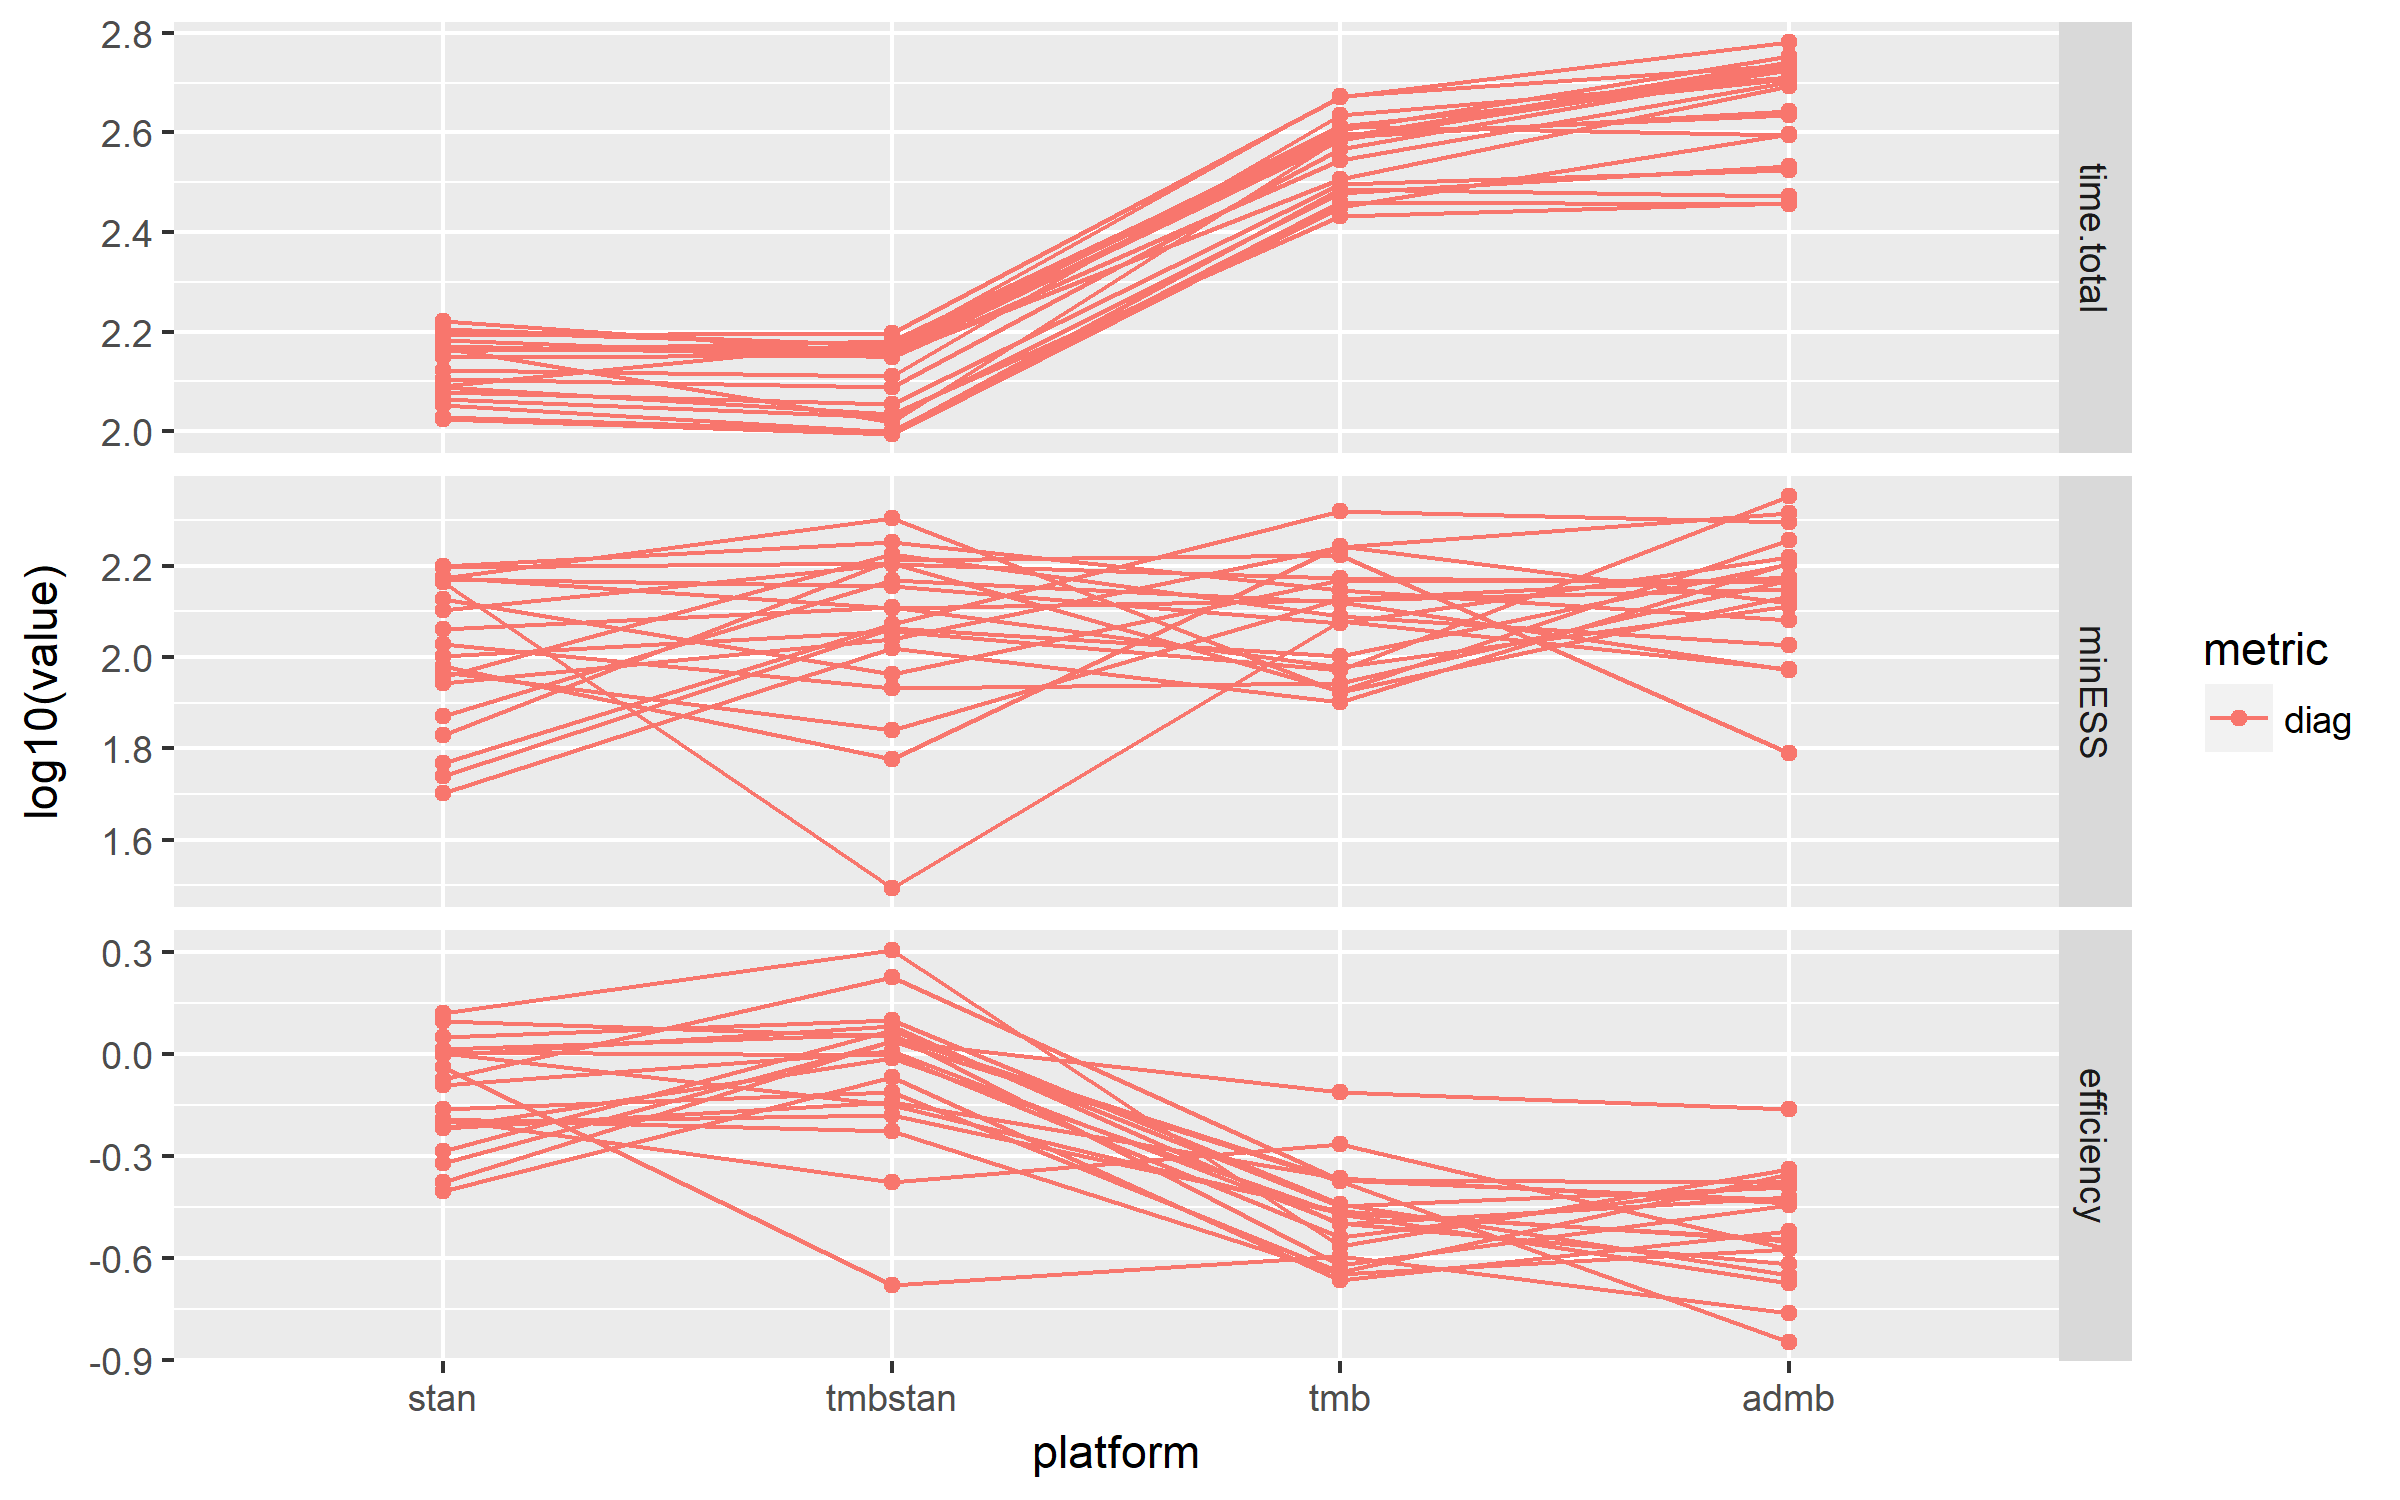 2.8
2.6
2.4
2.2
2.0
time.total
2.2
2.0
1.8
1.6
minESS
0.3
0.0
-0.3
-0.6
-0.9
efficiency
log10(value)
stan tmbstan tmb admb
platform
metric
diag